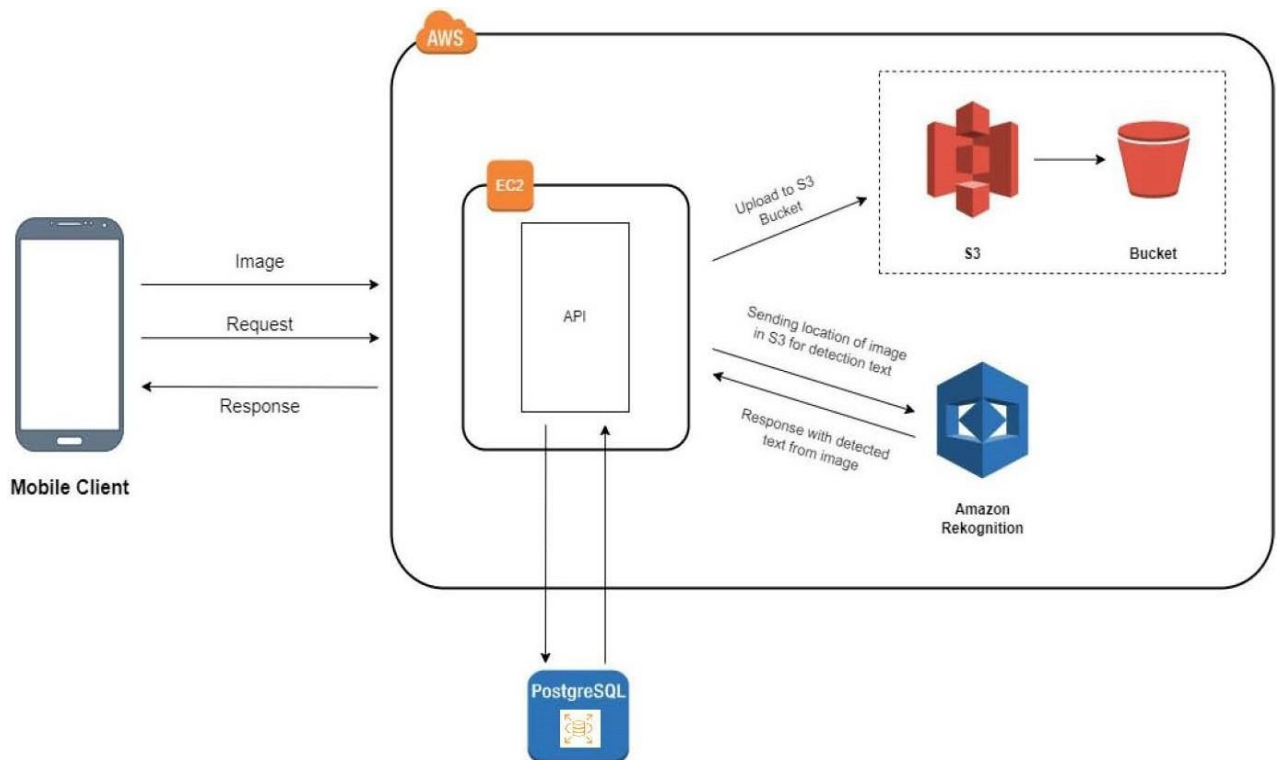 AWS
EC2
API
Image
Request
Response
Mobile Client
Upload to S3
Bucket
S3
Bucket
Sending location of image
in S3 for detection text
Response with detected
text from image
Amazon
Rekognition
PostgreSQL